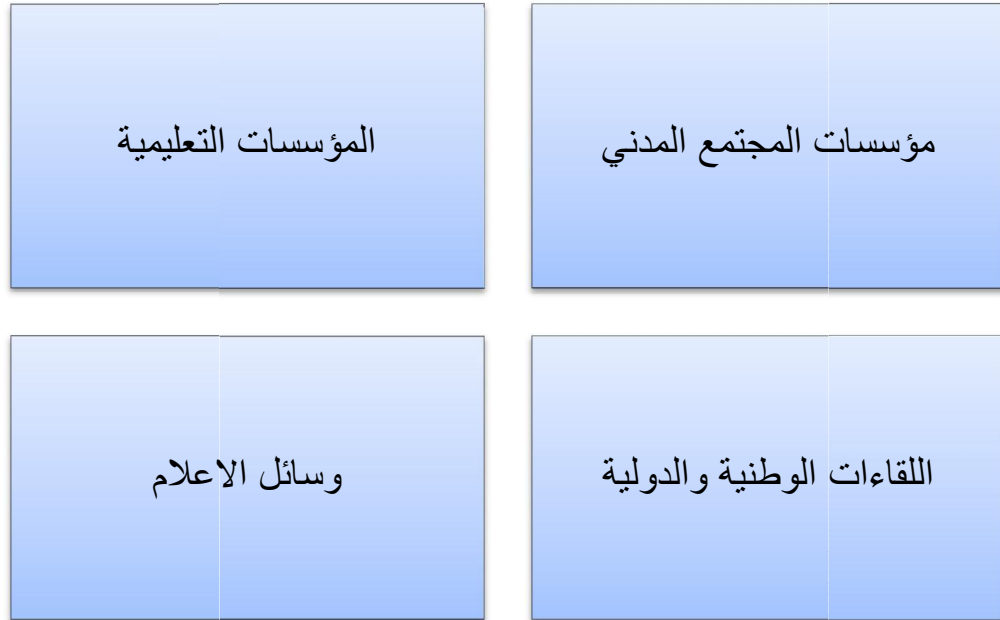 مؤسسات المجتمع المدني
المؤسسات التعليمية
اللقاءات الوطنية والدولية
وسائل الاعلام